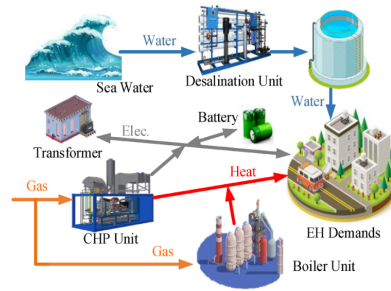 Water
Sea Water
Desalination Unit
Battery
Water
Elec.
Transformer
Heat
Gas
CHP Unit
EH Demands
Gas
Boiler Unit